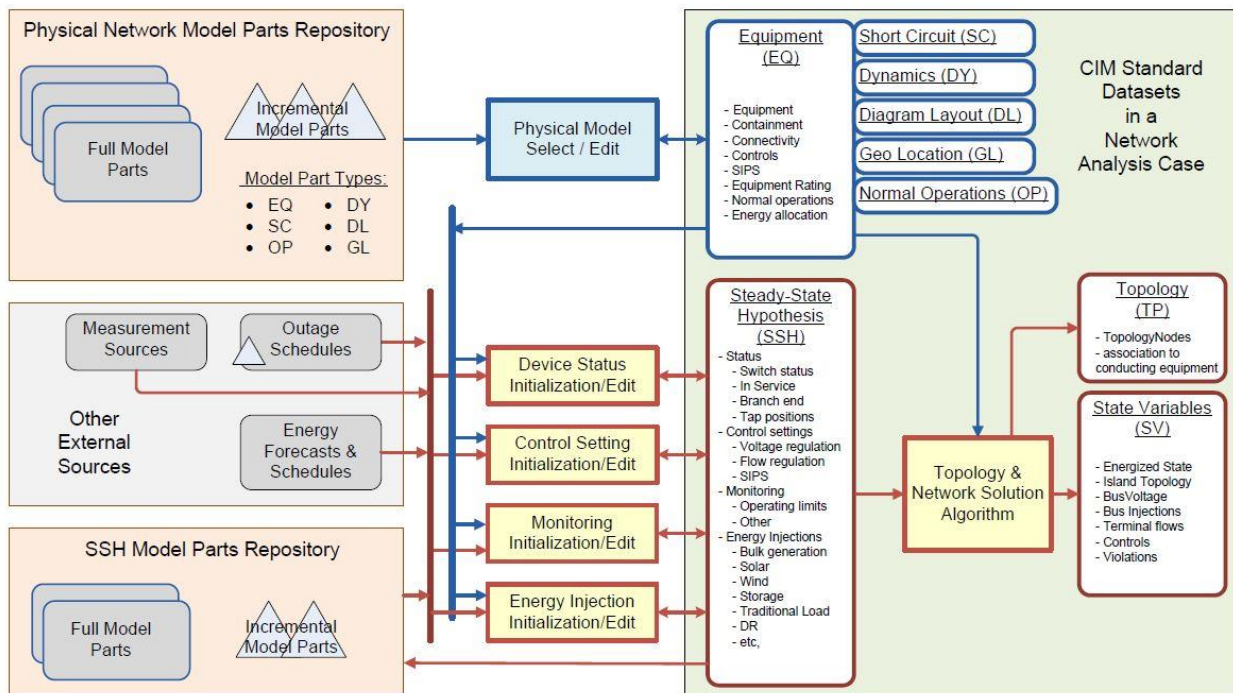 Physical Network Model Parts Repository
Full Model
Parts
Incremental
Model Parts
Model Part Types:
• EQ • DY
• SC • DL
• OP • GL
Physical Model
Select / Edit
Equipment
(EQ)
- Equipment
- Containment
- Connectivity
- Controls
- SIPS
- Equipment Rating
- Normal operations
- Energy allocation
Short Circuit (SC)
Dynamics (DY)
Diagram Layout (DL)
Geo Location (GL)
Normal Operations (OP)
CIM Standard
Datasets
in a
Network
Analysis Case
Measurement
Sources
Outage
Schedules
Other
External
Sources
Energy
Forecasts &
Schedules
Device Status
Initialization/Edit
Control Setting
Initialization/Edit
Monitoring
Initialization/Edit
Energy Injection
Initialization/Edit
Steady-State
Hypothesis
(SSH)
- Status
- Switch status
- In Service
- Branch end
- Tap positions
- Control settings
- Voltage regulation
- Flow regulation
- SIPS
- Monitoring
- Operating limits
- Other
- Energy Injections
- Bulk generation
- Solar
- Wind
- Storage
- Traditional Load
- DR
- etc,
Topology &
Network Solution
Algorithm
Topology
(TP)
- TopologyNodes
- association to
conducting equipment
State Variables
(SV)
- Energized State
- Island Topology
- BusVoltage
- Bus Injections
- Terminal flows
- Controls
- Violations
SSH Model Parts Repository
Full Model
Parts
Incremental
Model Parts